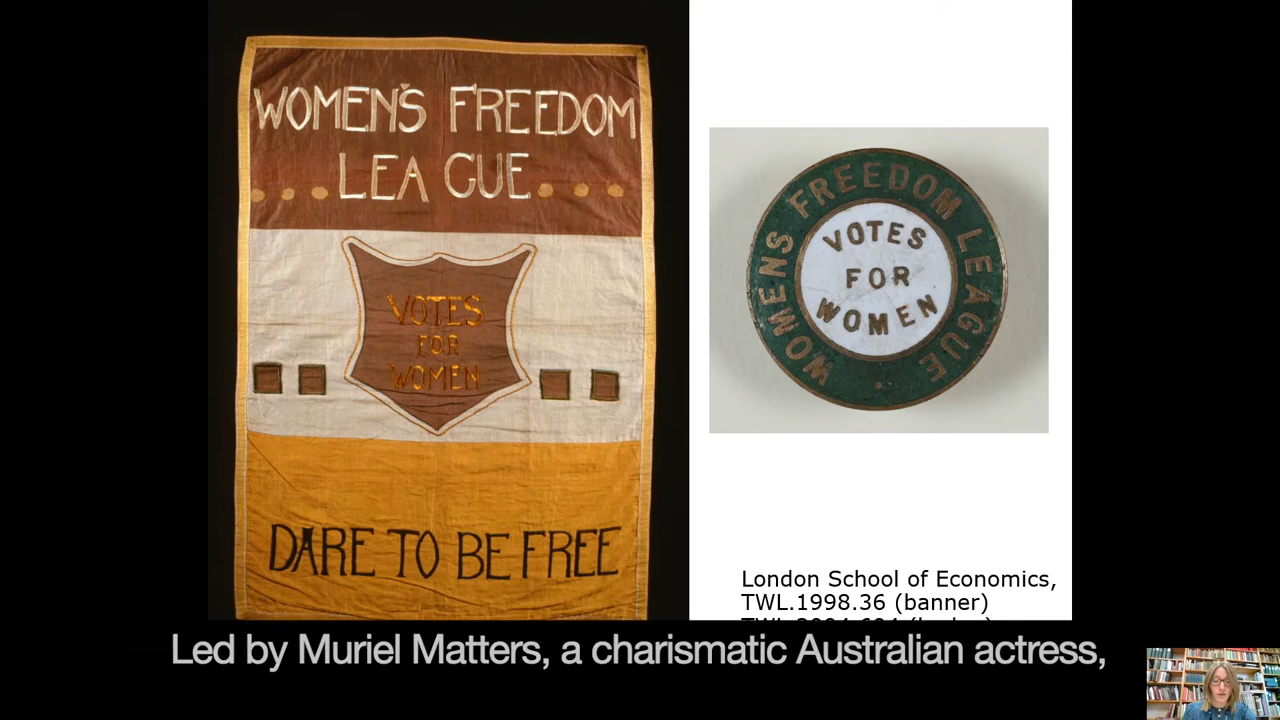 WOMEN'S FREEDOM
LEAGUE
VOTES
FOR
WOMEN
DARE TO BE FREE
WOMENS FREEDOM LEAGUE
VOTES
FOR
WOMEN
London School of Economics,
TWL.1998.36 (banner)
Led by Muriel Matters, a charismatic Australian actress,